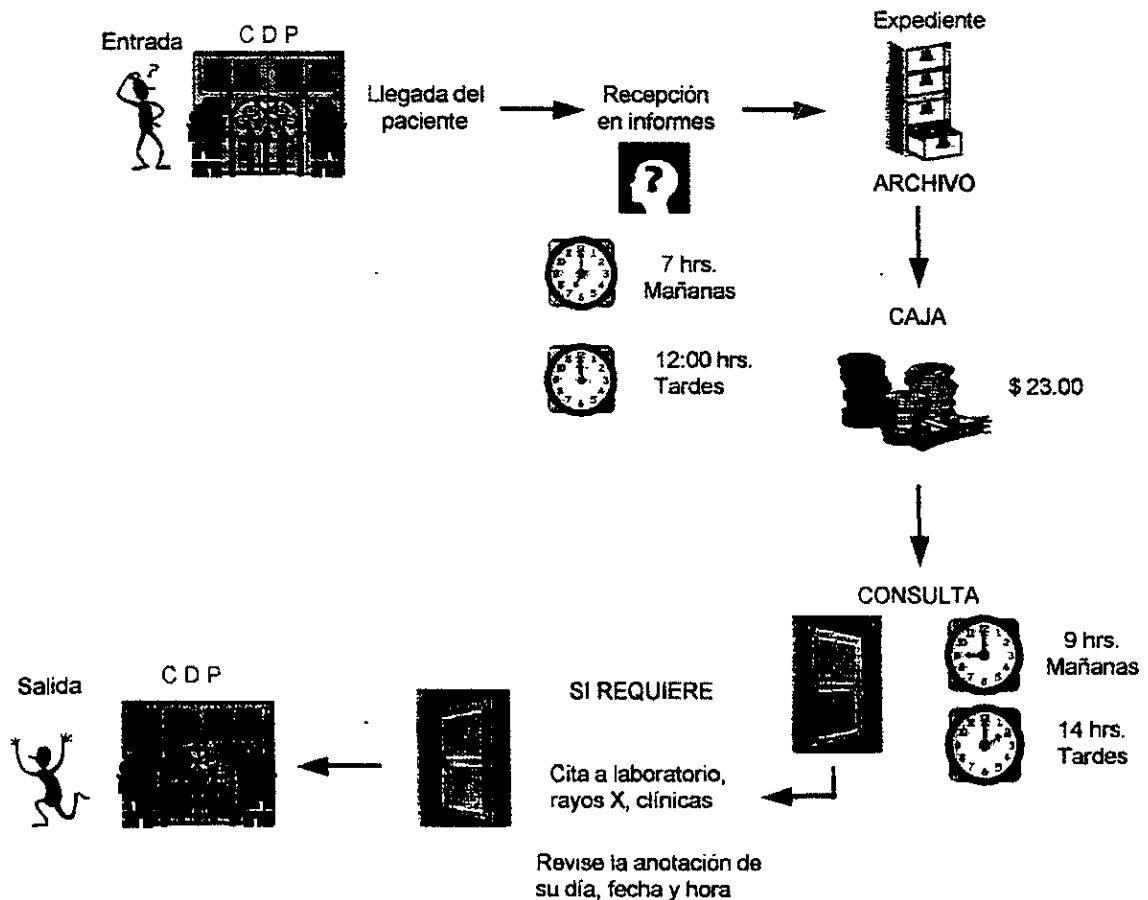 Entrada
C D P
Llegada del
paciente
Recepción
en informes
Expediente
ARCHIVO
7 hrs.
Mañanas
12:00 hrs.
Tardes
CAJA
$ 23.00
CONSULTA
9 hrs.
Mañanas
14 hrs.
Tardes
SI REQUIERE
Cita a laboratorio,
rayos X, clínicas
Revise la anotación de
su día, fecha y hora
Salida
C D P